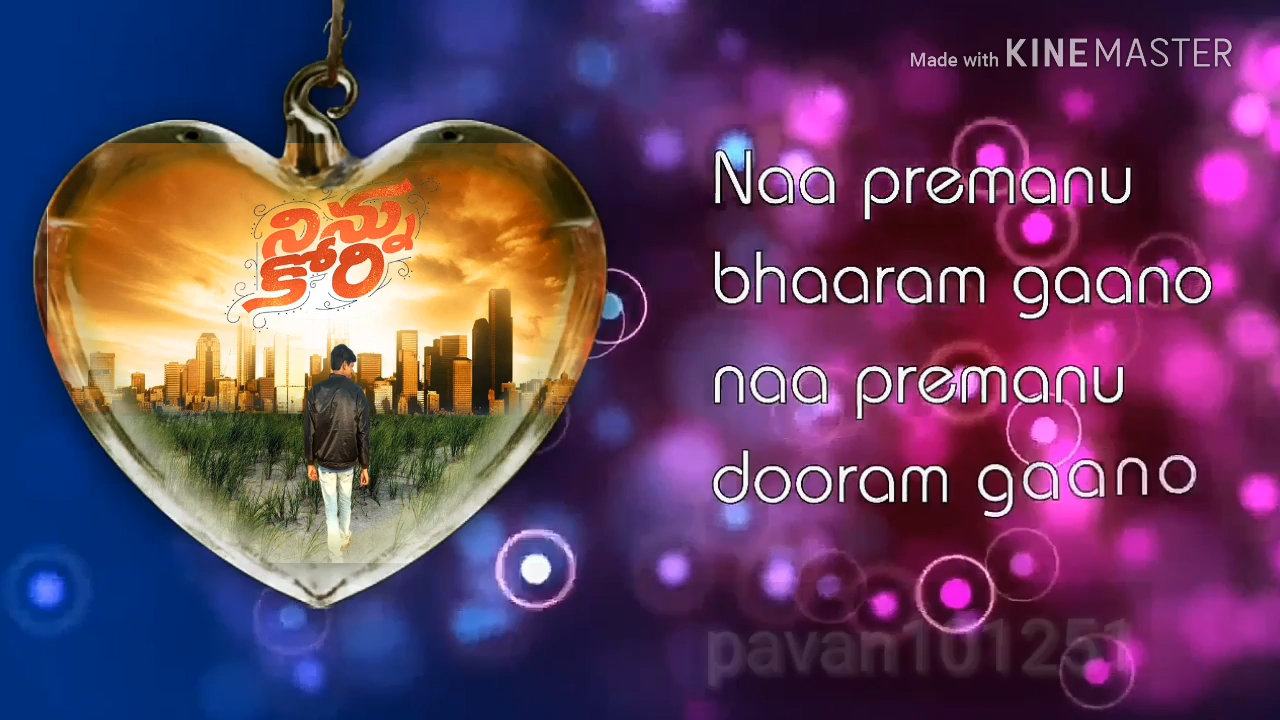 Made with KINEMASTER
నిన్ను
కోరి
Naa premanu
bhaaram gaano
naa premanu
dooram gaano
pavan101251